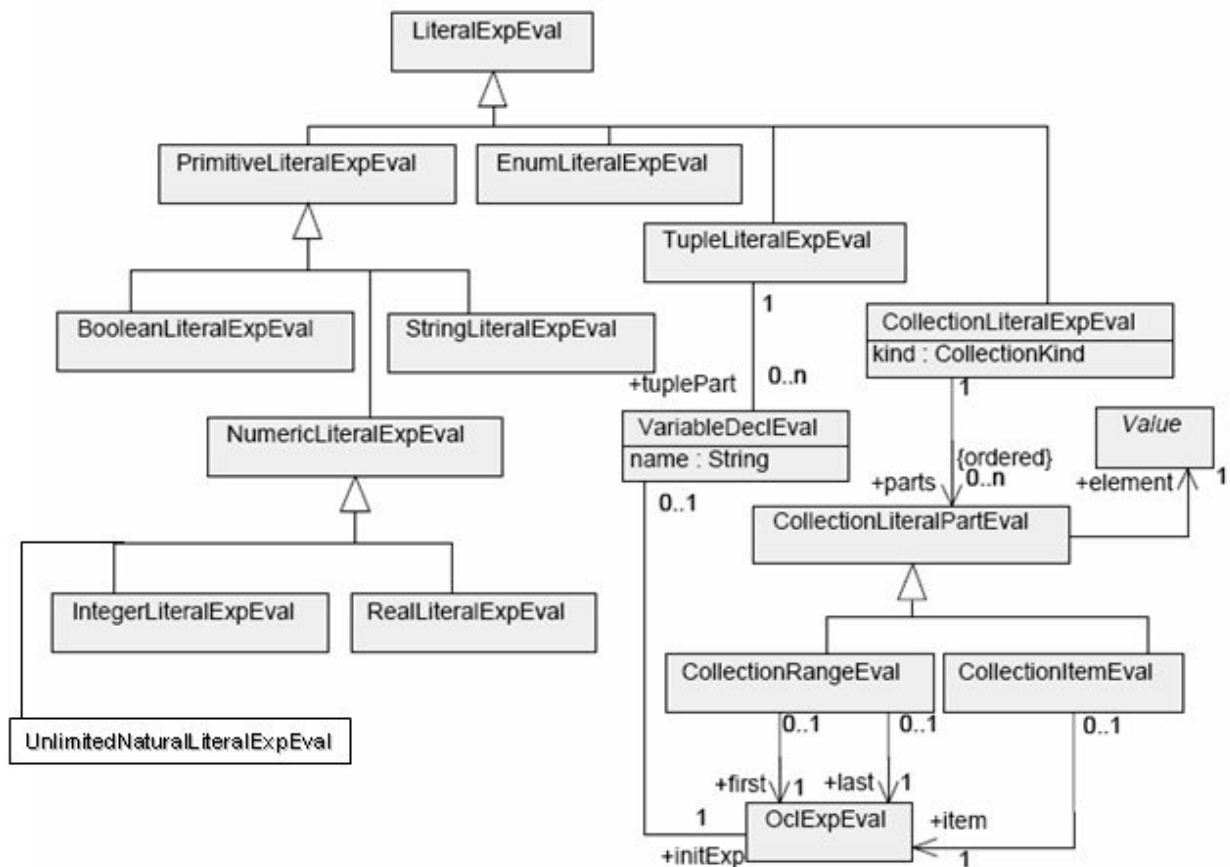 LiteralExpEval
PrimitiveLiteralExpEval
EnumLiteralExpEval
TupleLiteralExpEval
1
BooleanLiteralExpEval
StringLiteralExpEval
CollectionLiteralExpEval
kind : CollectionKind
1
+tuplePart
0..n
VariableDeclEval
name : String
0..1
NumericLiteralExpEval
Value
{ordered}
+parts
0..n
+element
1
CollectionLiteralPartEval
IntegerLiteralExpEval
RealLiteralExpEval
UnlimitedNaturalLiteralExpEval
CollectionRangeEval
CollectionItemEval
0..1
0..1
0..1
+first
1
+last
1
1
+initExp
OclExpEval
+item
1